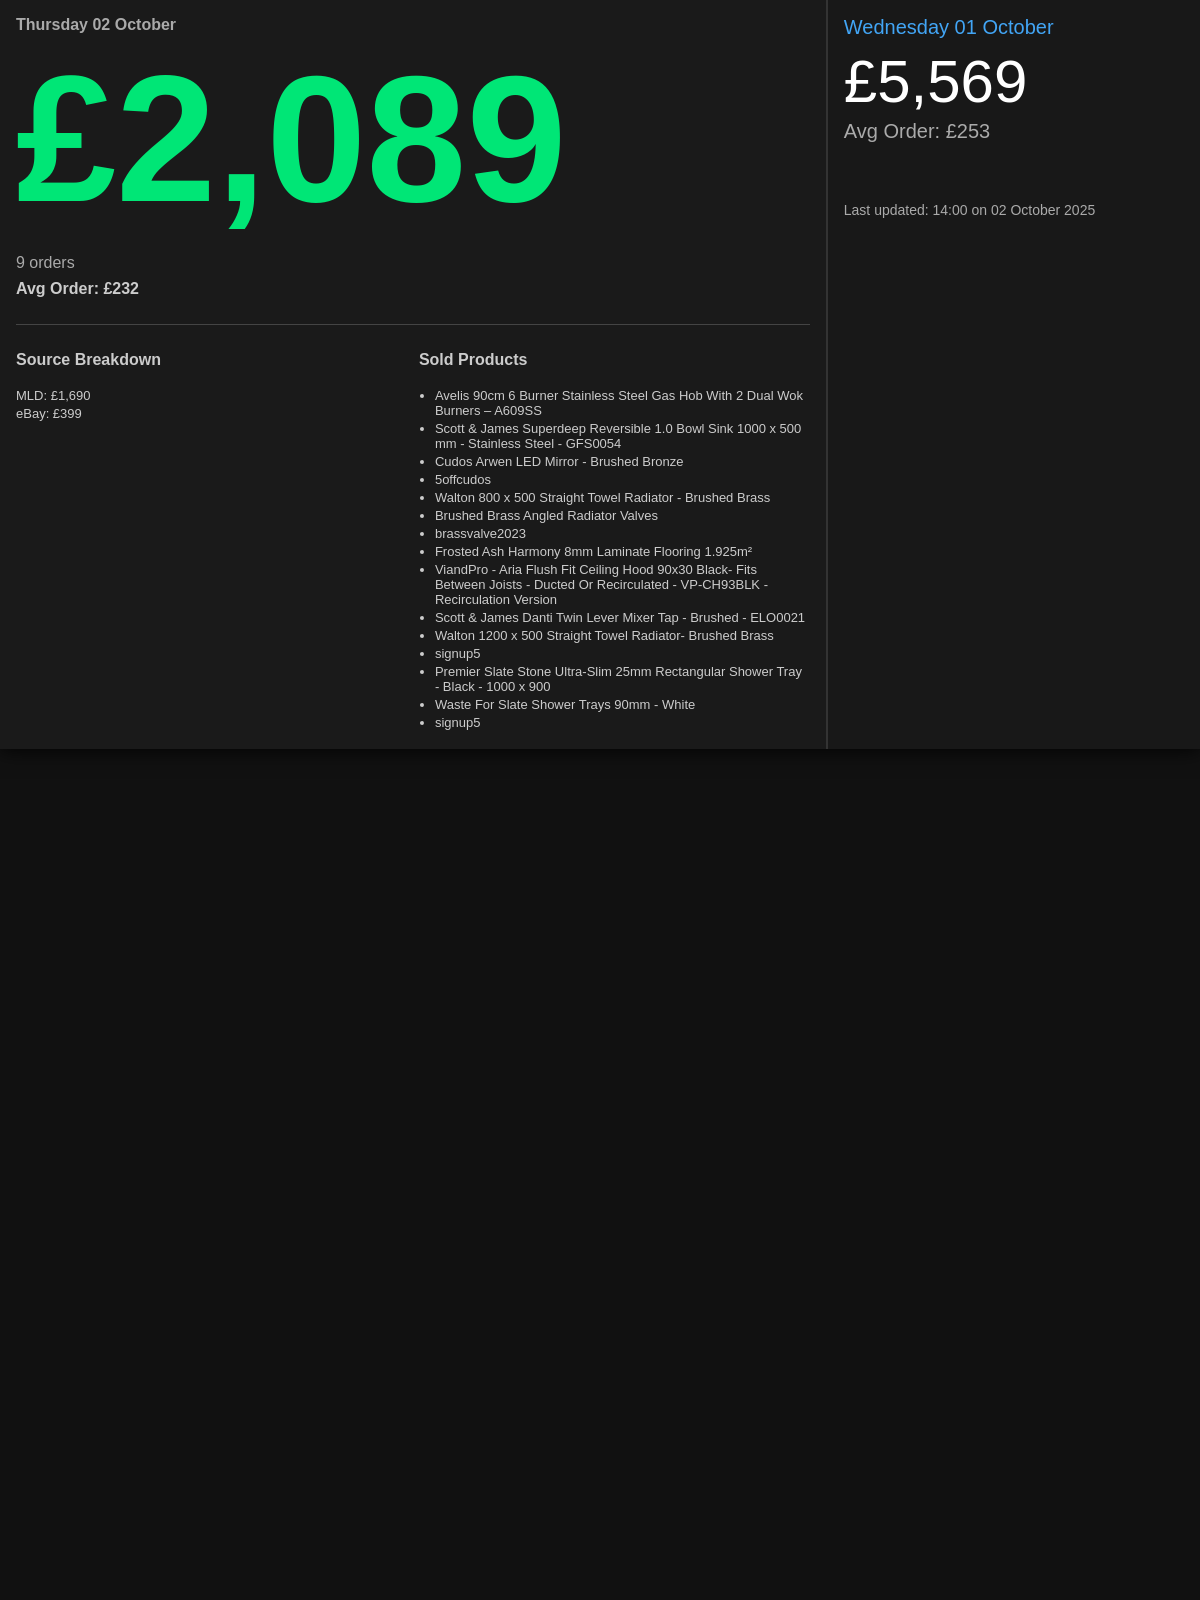 Thursday 02 October
£2,089
9 orders
Avg Order: £232
Source Breakdown
MLD: £1,690
eBay: £399
Sold Products
Avelis 90cm 6 Burner Stainless Steel Gas Hob With 2 Dual Wok
Burners – A609SS
Scott & James Superdeep Reversible 1.0 Bowl Sink 1000 x 500
mm - Stainless Steel - GFS0054
Cudos Arwen LED Mirror - Brushed Bronze
5offcudos
Walton 800 x 500 Straight Towel Radiator - Brushed Brass
Brushed Brass Angled Radiator Valves
brassvalve2023
Frosted Ash Harmony 8mm Laminate Flooring 1.925m²
ViandPro - Aria Flush Fit Ceiling Hood 90x30 Black- Fits
Between Joists - Ducted Or Recirculated - VP-CH93BLK -
Recirculation Version
Scott & James Danti Twin Lever Mixer Tap - Brushed - ELO0021
Walton 1200 x 500 Straight Towel Radiator- Brushed Brass
signup5
Premier Slate Stone Ultra-Slim 25mm Rectangular Shower Tray
- Black - 1000 x 900
Waste For Slate Shower Trays 90mm - White
signup5
Wednesday 01 October
£5,569
Avg Order: £253
Last updated: 14:00 on 02 October 2025